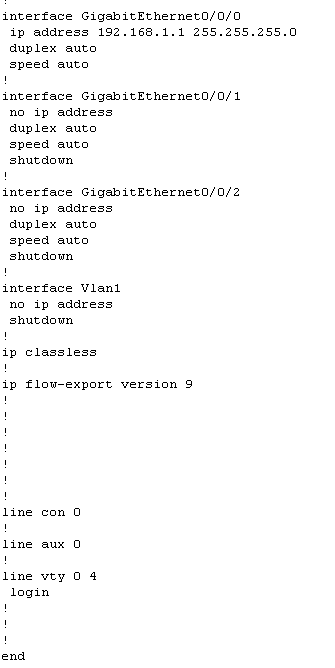 !
interface GigabitEthernet0/0/0
 ip address 192.168.1.1 255.255.255.0
 duplex auto
 speed auto
!
interface GigabitEthernet0/0/1
 no ip address
 duplex auto
 speed auto
 shutdown
!
interface GigabitEthernet0/0/2
 no ip address
 duplex auto
 speed auto
 shutdown
!
interface Vlan1
 no ip address
 shutdown
!
ip classless
!
ip flow-export version 9
!
!
!
!
!
!
!
line con 0
!
line aux 0
!
line vty 0 4
 login
!
!
!
end